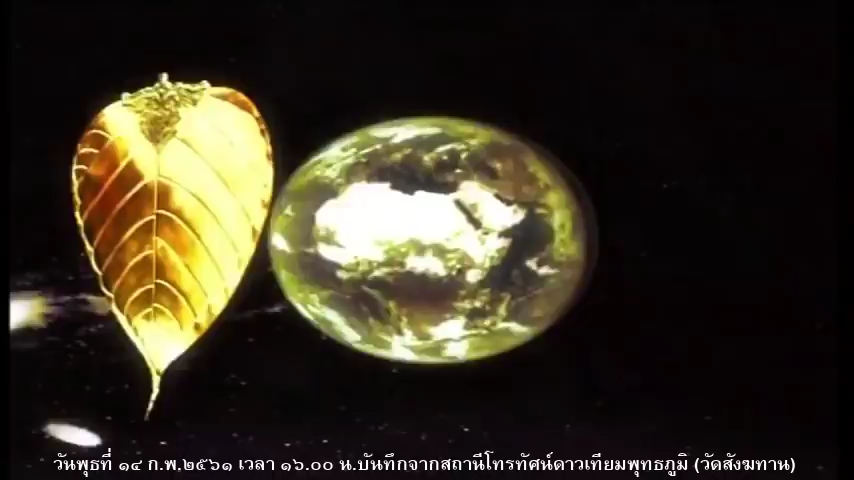 วันพุธที่ ๑๔ ก.พ.๒๕๖๑ เวลา ๑๖.๐๐ น.บันทึกจากสถานีโทรทัศน์ดาวเทียมพุทธภูมิ (วัดสังฆทาน)